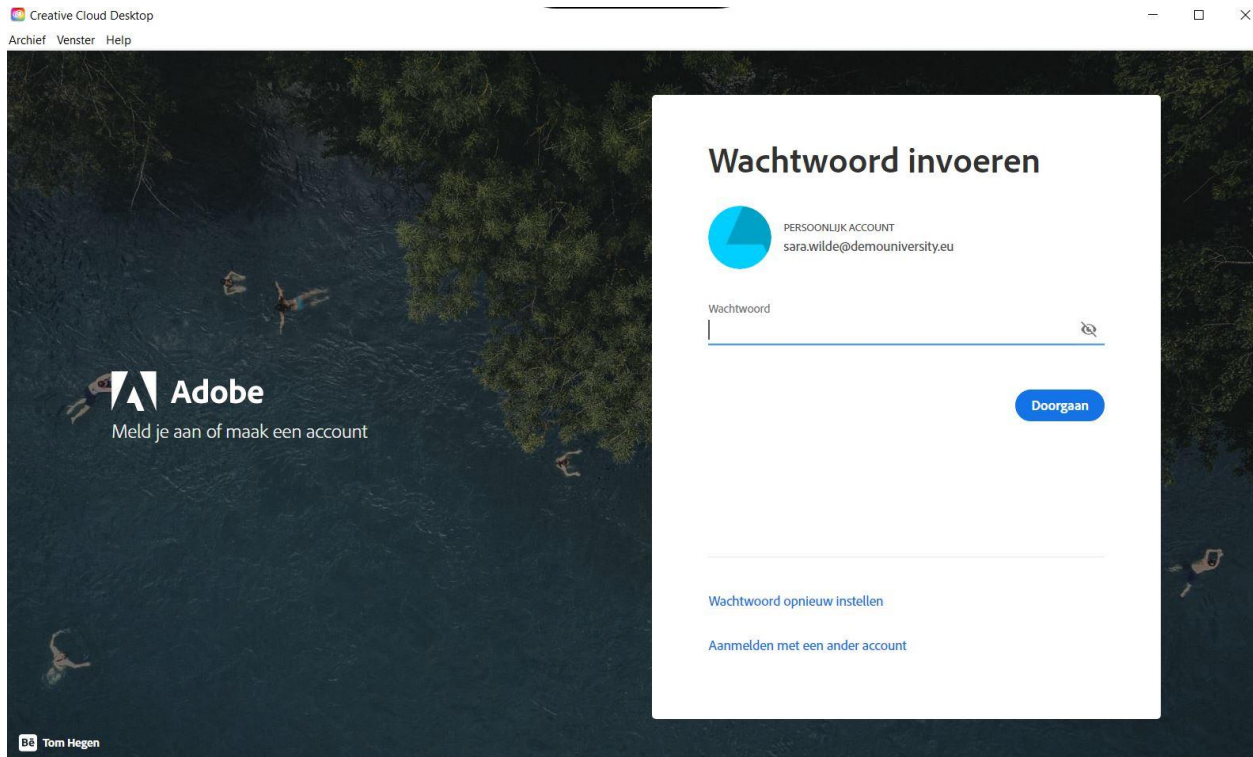 Creative Cloud Desktop
Archief Venster Help
Adobe
Meld je aan of maak een account
Wachtwoord invoeren
PERSOONLIJK ACCOUNT
sara.wilde@demouniversity.eu
Wachtwoord
Doorgaan
Wachtwoord opnieuw instellen
Aanmelden met een ander account
Bē Tom Hegen